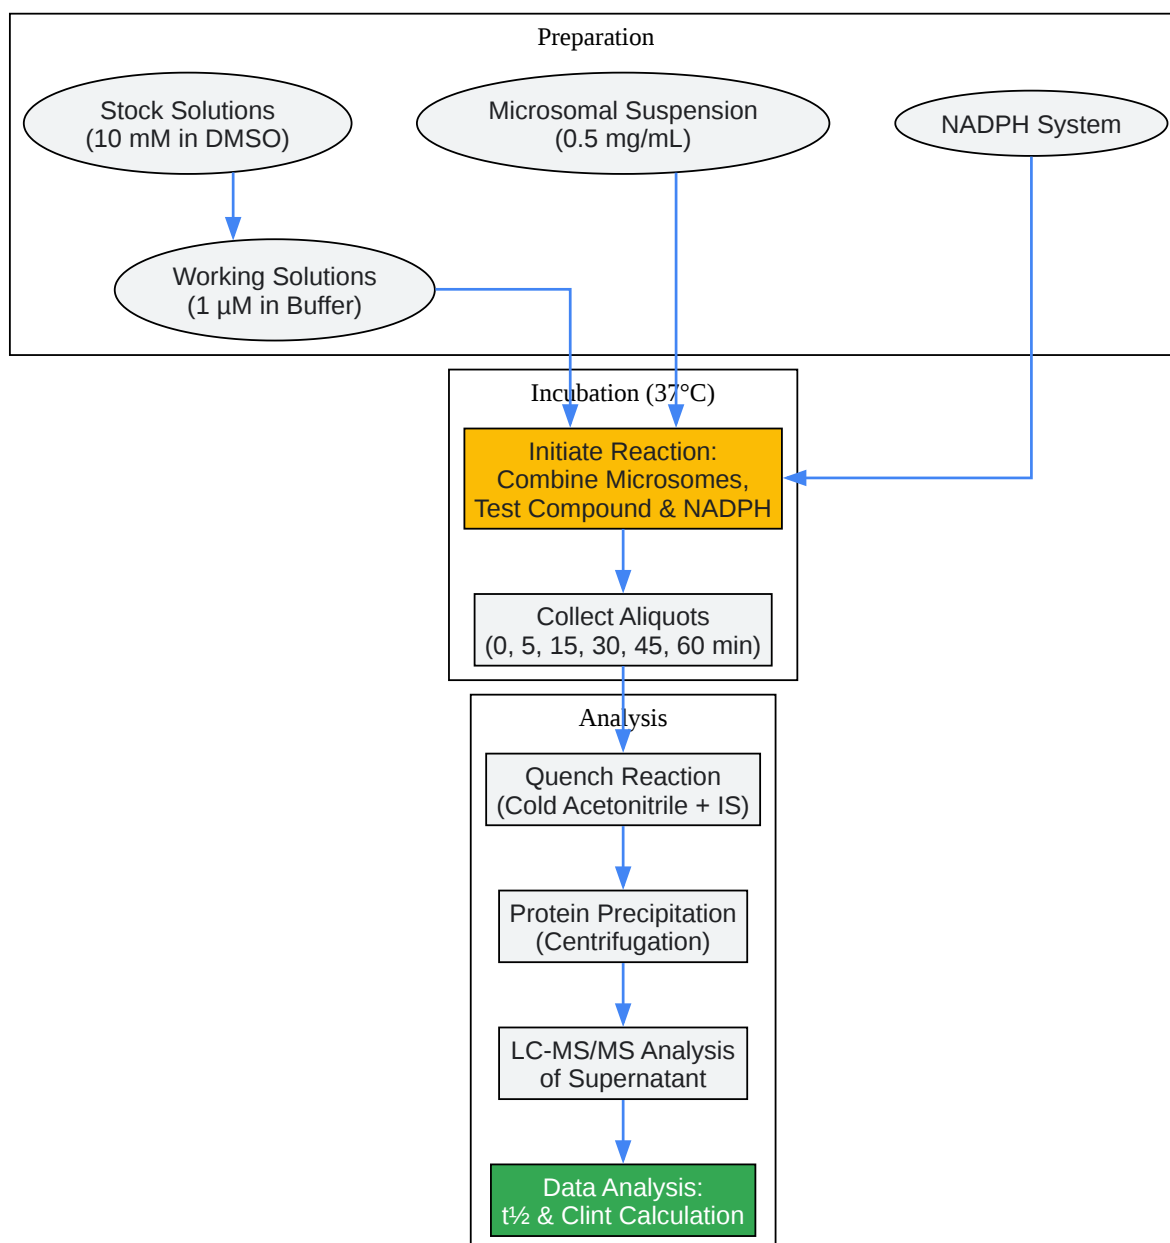 Preparation
Stock Solutions
(10 mM in DMSO)
Microsomal Suspension
(0.5 mg/mL)
NADPH System
Working Solutions
(1 µM in Buffer)
Incubation (37°C)
Initiate Reaction:
Combine Microsomes,
Test Compound & NADPH
Collect Aliquots
(0, 5, 15, 30, 45, 60 min)
Analysis
Quench Reaction
(Cold Acetonitrile + IS)
Protein Precipitation
(Centrifugation)
LC-MS/MS Analysis
of Supernatant
Data Analysis:
t½ & Clint Calculation